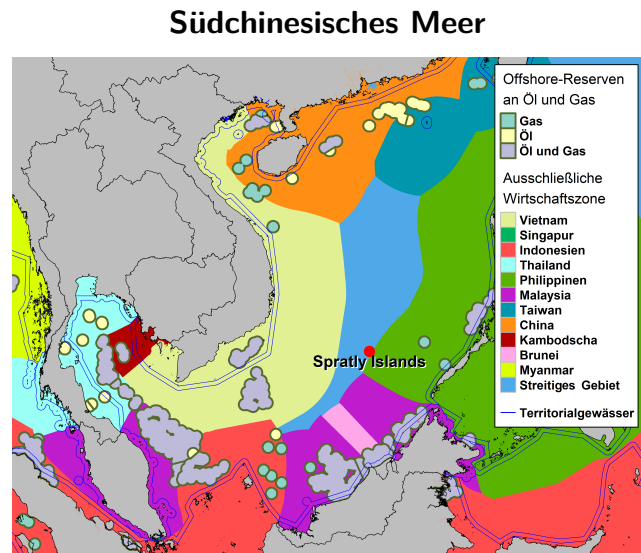 Südchinesisches Meer
Offshore-Reserven
an Öl und Gas
Gas
Öl
Öl und Gas
Ausschließliche
Wirtschaftszone
Vietnam
Singapur
Indonesien
Thailand
Philippinen
Malaysia
Taiwan
China
Kambodscha
Brunei
Myanmar
Streitiges Gebiet
Territorialgewässer
Spratly Islands